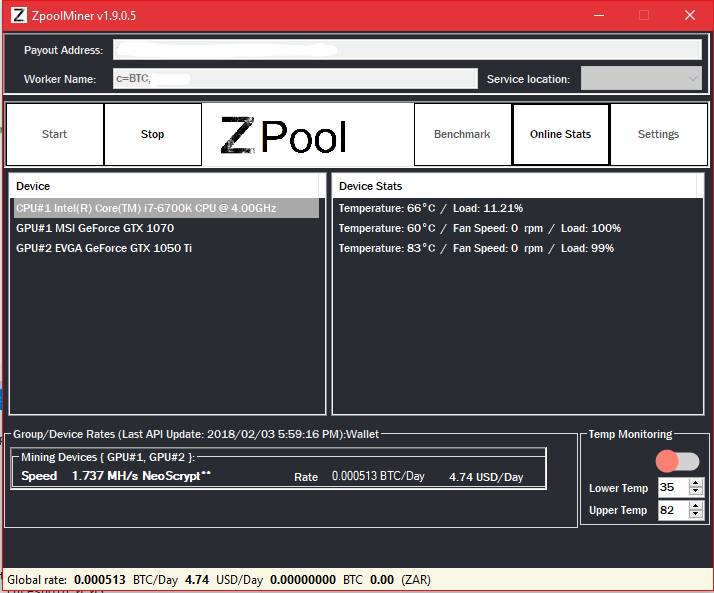 ZpoolMiner v1.9.0.5
Payout Address:
Worker Name: c=BTC,
Service location:
Start Stop ZPool Benchmark Online Stats Settings
Device
CPU#1 Intel(R) Core(TM) i7-6700K CPU @ 4.00GHz
GPU#1 MSI GeForce GTX 1070
GPU#2 EVGA GeForce GTX 1050 Ti
Device Stats
Temperature: 66°C / Load: 11.21%
Temperature: 60°C / Fan Speed: 0 rpm / Load: 100%
Temperature: 83°C / Fan Speed: 0 rpm / Load: 99%
Group/Device Rates (Last API Update: 2018/02/03 5:59:16 PM):Wallet
Mining Devices { GPU#1, GPU#2 }:
Speed 1.737 MH/s NeoScrypt** Rate 0.000513 BTC/Day 4.74 USD/Day
Temp Monitoring
Lower Temp 35
Upper Temp 82
Global rate: 0.000513 BTC/Day 4.74 USD/Day 0.00000000 BTC 0.00 (ZAR)